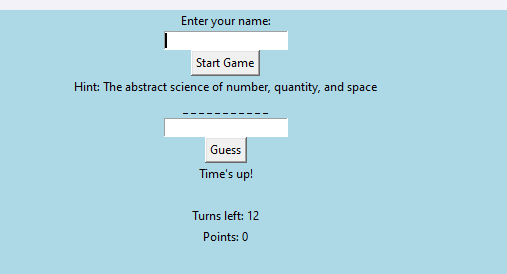 Enter your name:
Start Game
Hint: The abstract science of number, quantity, and space
_ _ _ _ _ _ _ _ _ _ _
Guess
Time's up!
Turns left: 12
Points: 0